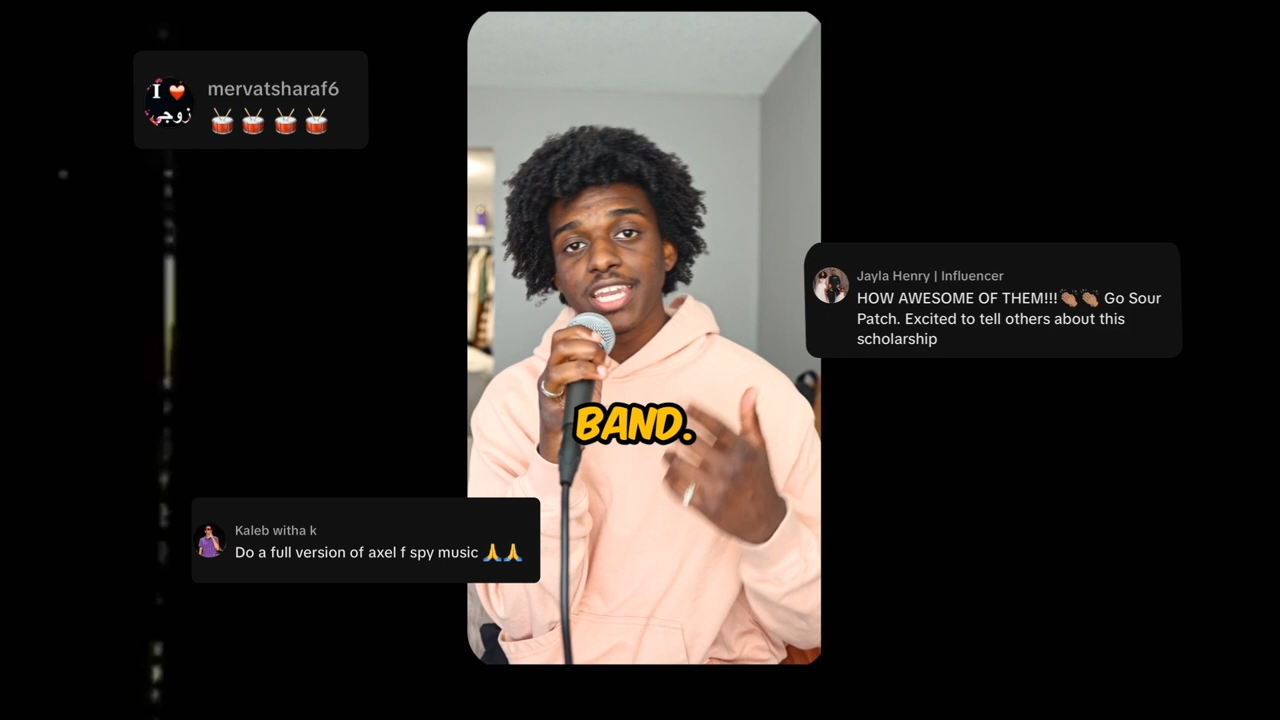 I ❤️
زوجي
mervatsharaf6
🥁 🥁 🥁 🥁
Jayla Henry | Influencer
HOW AWESOME OF THEM!!! 👏🏽👏🏽 Go Sour
Patch. Excited to tell others about this
scholarship
BAND.
Kaleb witha k
Do a full version of axel f spy music 🙏🙏